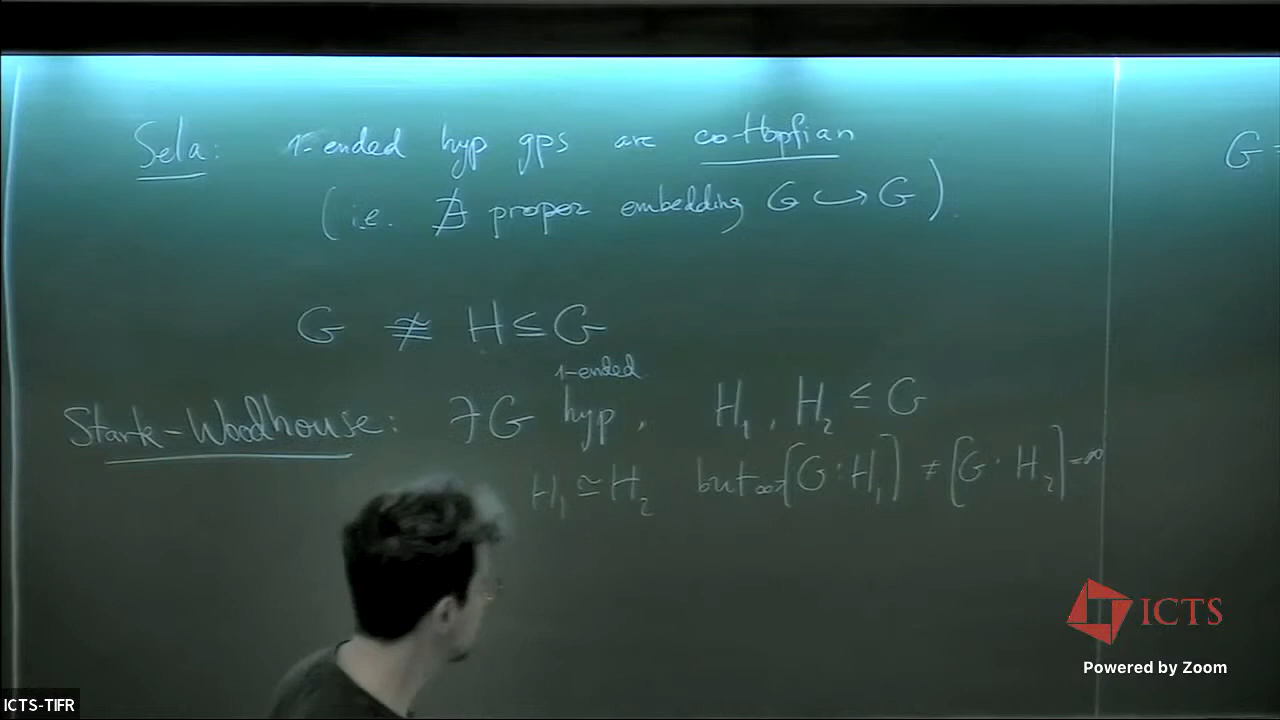 Sela: 1-ended hyp gps are co-Hopfian
(i.e. ∄ proper embedding G ↪ G).
G ≇ H ≤ G
1-ended
Stark-Woodhouse: ∃ G hyp, H₁, H₂ ≤ G
H₁ ≃ H₂ but ∞>[G:H₁] ≠ [G:H₂]=∞
G =
ICTS
Powered by Zoom
ICTS-TIFR